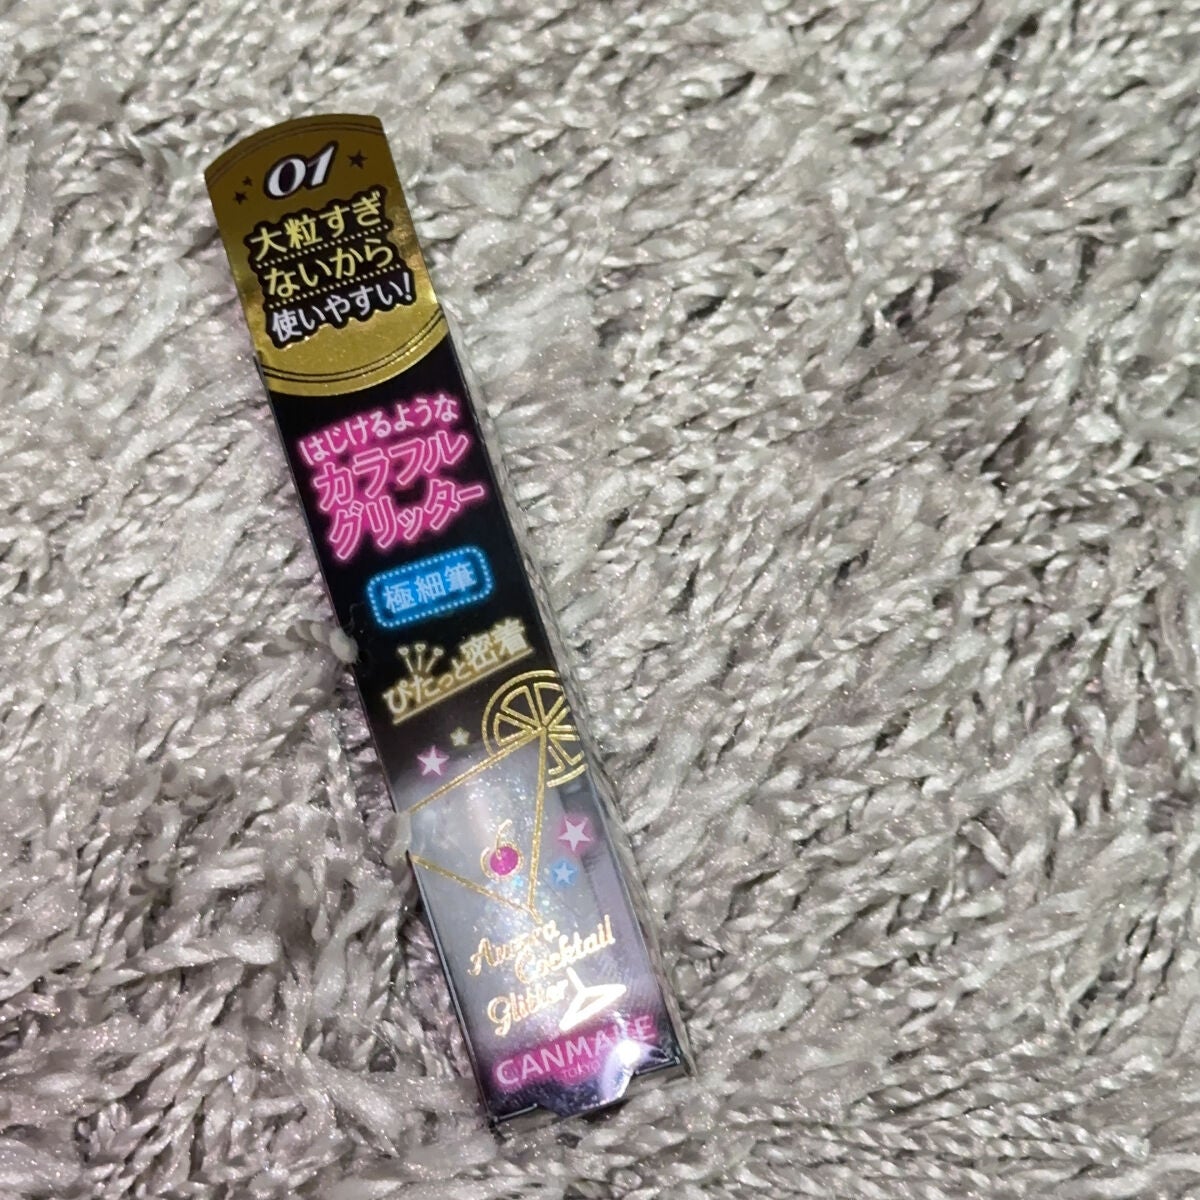 01
大粒すぎ
ないから
使いやすい!
はじけるような
カラフル
グリッター
極細筆
ぴたっと密着
Aurora
Cocktail
Glitter
CANMAKE
TOKYO